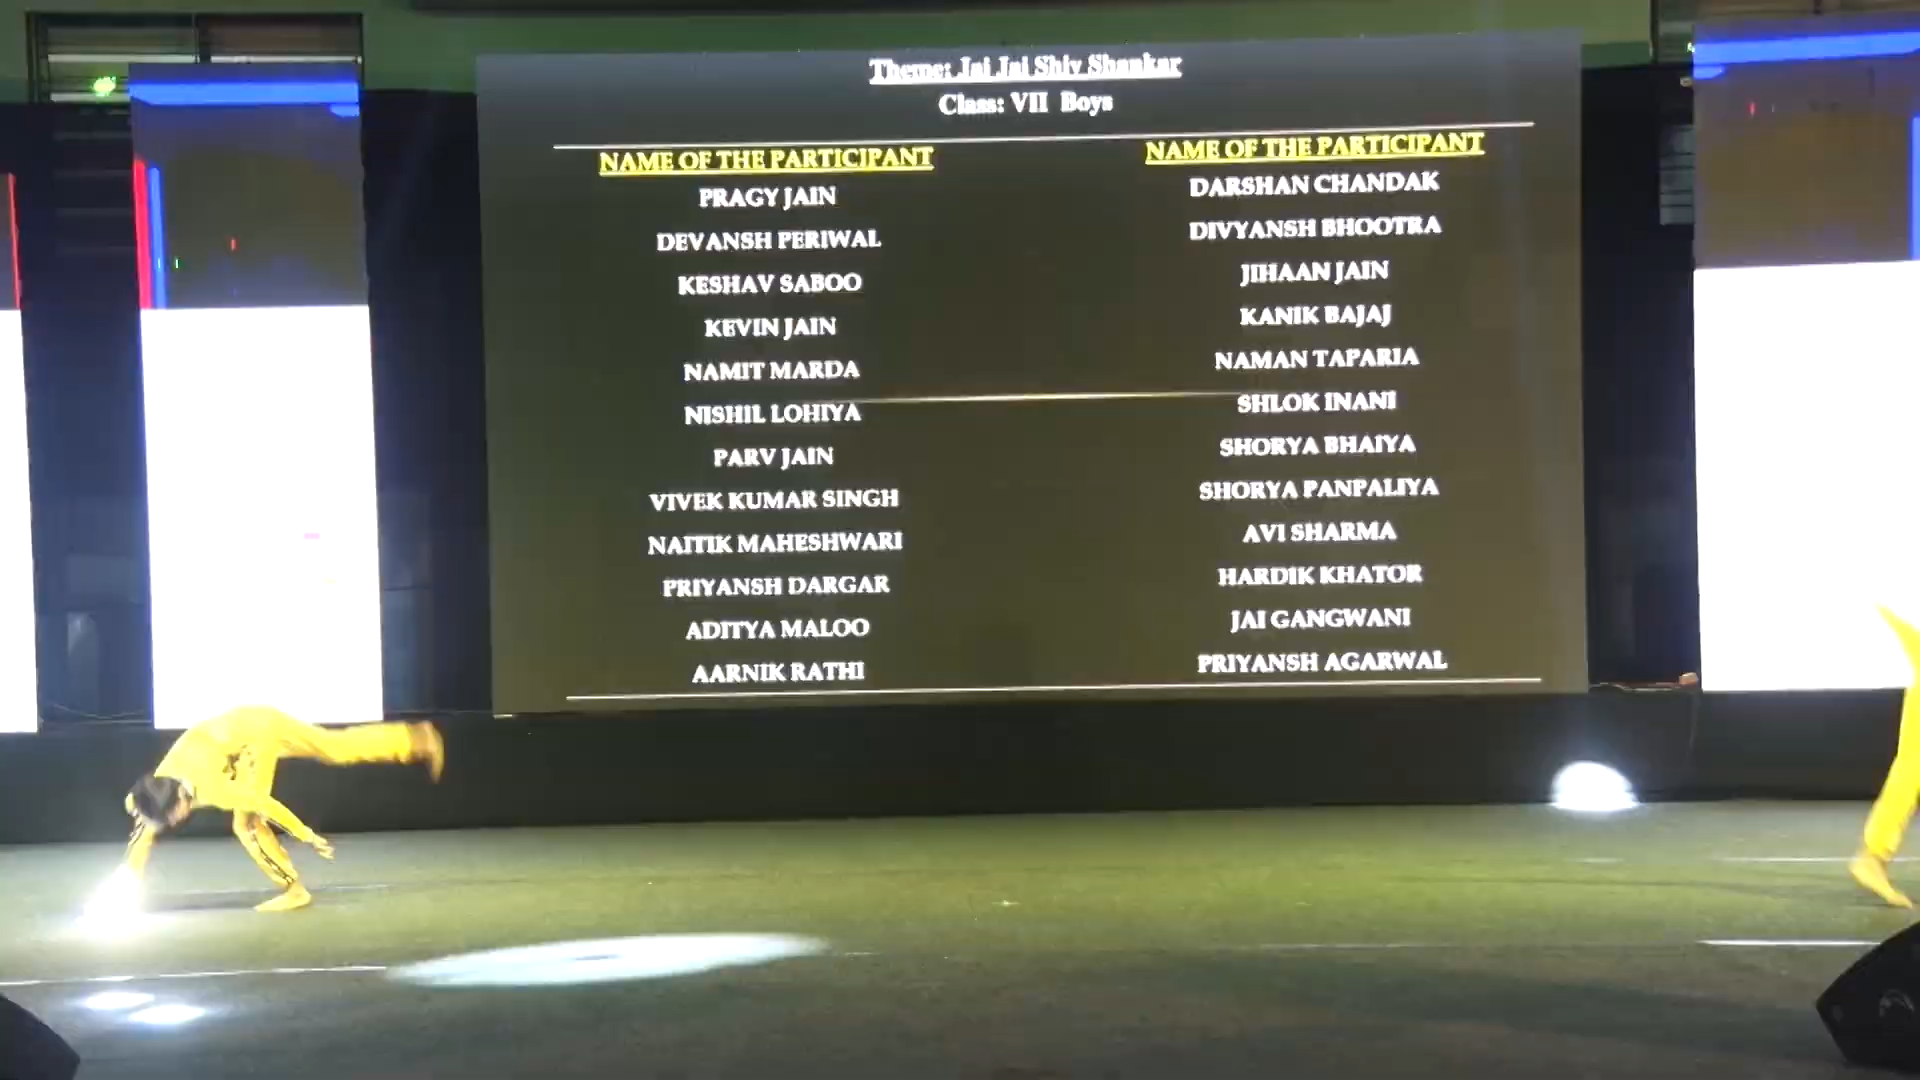 Theme: Jai Jai Shiv Shankar
Class: VII Boys
NAME OF THE PARTICIPANT
PRAGY JAIN
DEVANSH PERIWAL
KESHAV SABOO
KEVIN JAIN
NAMIT MARDA
NISHIL LOHIYA
PARV JAIN
VIVEK KUMAR SINGH
NAITIK MAHESHWARI
PRIYANSH DARGAR
ADITYA MALOO
AARNIK RATHI
NAME OF THE PARTICIPANT
DARSHAN CHANDAK
DIVYANSH BHOOTRA
JIHAAN JAIN
KANIK BAJAJ
NAMAN TAPARIA
SHLOK INANI
SHORYA BHAIYA
SHORYA PANPALIYA
AVI SHARMA
HARDIK KHATOR
JAI GANGWANI
PRIYANSH AGARWAL